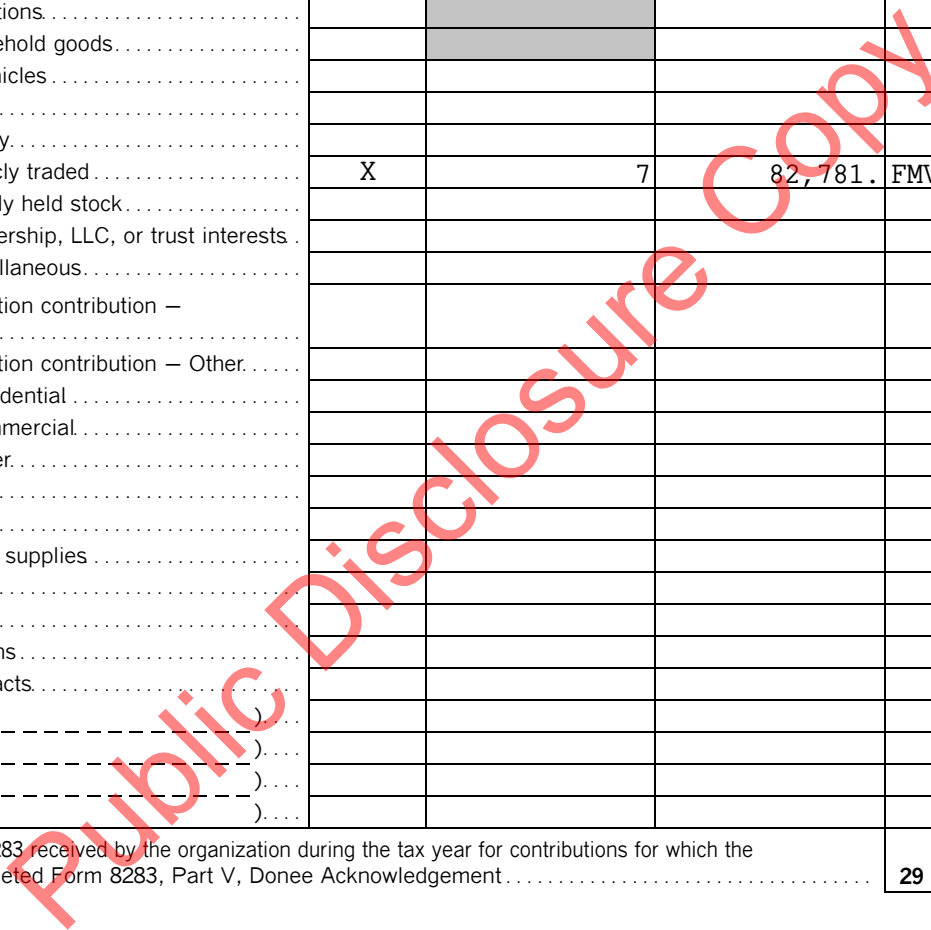 tions. . . . . . . . . . . . . . . . . . . . . . . . . . . . . .
ehold goods. . . . . . . . . . . . . . . . . . . . . .
icles . . . . . . . . . . . . . . . . . . . . . . . . . . . . .
. . . . . . . . . . . . . . . . . . . . . . . . . . . . . . . . . .
y. . . . . . . . . . . . . . . . . . . . . . . . . . . . . . . . . .
cly traded . . . . . . . . . . . . . . . . . . . . . . . . X 7 82,781. FMV
ly held stock. . . . . . . . . . . . . . . . . . . . .
ership, LLC, or trust interests. .
llaneous. . . . . . . . . . . . . . . . . . . . . . . . . .
tion contribution —
. . . . . . . . . . . . . . . . . . . . . . . . . . . . . . . . . .
tion contribution — Other. . . . . .
dential . . . . . . . . . . . . . . . . . . . . . . . . . . .
mmercial. . . . . . . . . . . . . . . . . . . . . . . . . .
er. . . . . . . . . . . . . . . . . . . . . . . . . . . . . . . . .
. . . . . . . . . . . . . . . . . . . . . . . . . . . . . . . . . .
. . . . . . . . . . . . . . . . . . . . . . . . . . . . . . . . . .
supplies. . . . . . . . . . . . . . . . . . . . . . . . .
. . . . . . . . . . . . . . . . . . . . . . . . . . . . . . . . . .
. . . . . . . . . . . . . . . . . . . . . . . . . . . . . . . . . .
ns . . . . . . . . . . . . . . . . . . . . . . . . . . . . . . . .
acts. . . . . . . . . . . . . . . . . . . . . . . . . . . . . . .
). . . .
). . . .
). . . .
). . . .
283 received by the organization during the tax year for contributions for which the
eted Form 8283, Part V, Donee Acknowledgement . . . . . . . . . . . . . . . . . . . . . . . . . . . . . . . . . . . . . . . . . 29
Public Disclosure Copy